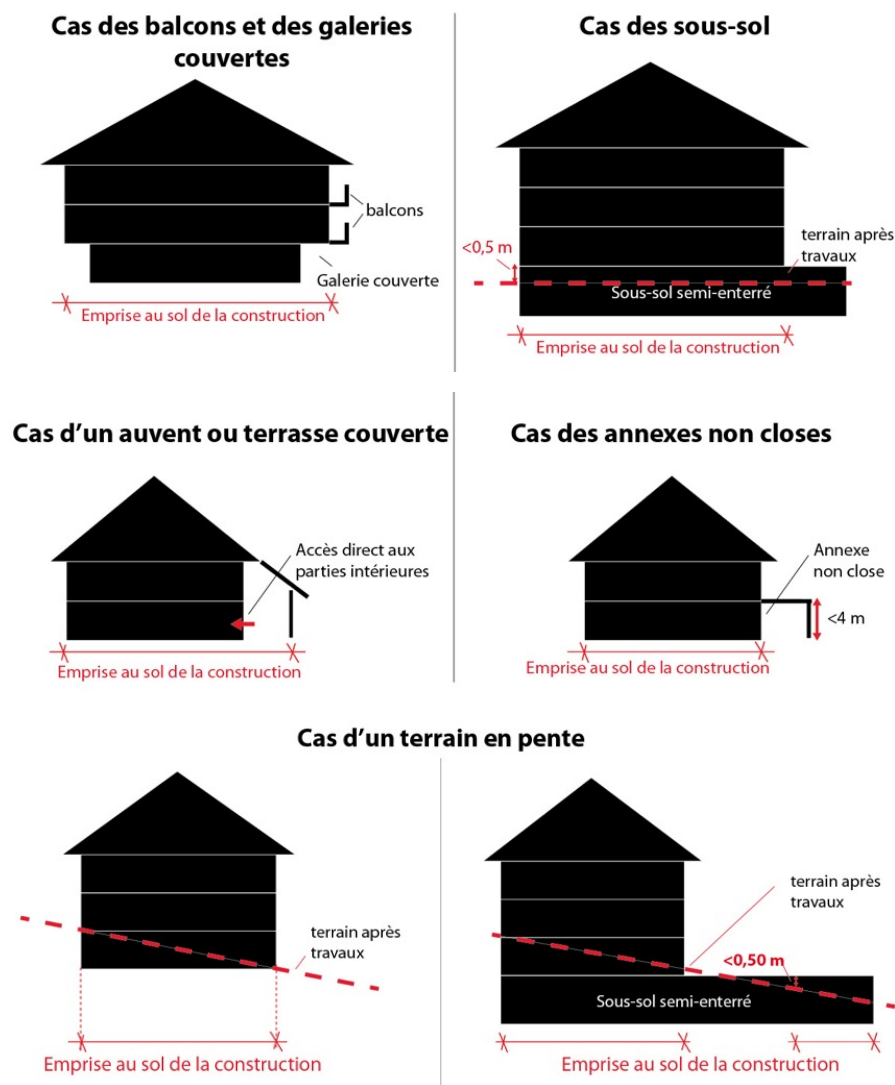 Cas des balcons et des galeries
couvertes
balcons
Galerie couverte
Emprise au sol de la construction
Cas des sous-sol
<0,5 m
terrain après
travaux
Sous-sol semi-enterré
Emprise au sol de la construction
Cas d'un auvent ou terrasse couverte
Accès direct aux
parties intérieures
Emprise au sol de la construction
Cas des annexes non closes
Annexe
non close
<4 m
Emprise au sol de la construction
Cas d'un terrain en pente
terrain après
travaux
Emprise au sol de la construction
terrain après
travaux
<0,50 m
Sous-sol semi-enterré
Emprise au sol de la construction